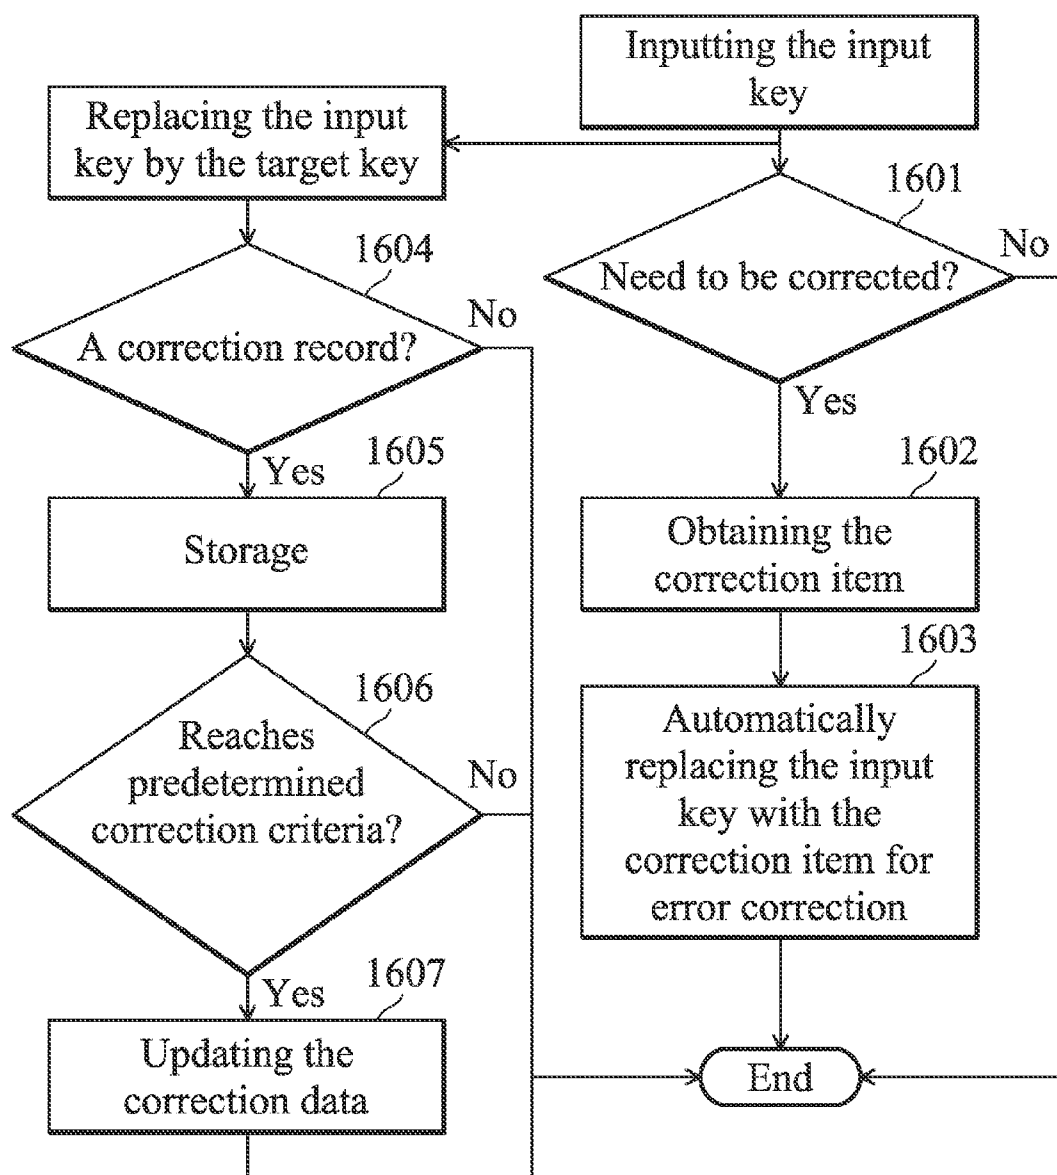 Inputting the input
key
Replacing the input
key by the target key
1601
Need to be corrected?
No
Yes
1604
A correction record?
No
Yes
1605
Storage
1602
Obtaining the
correction item
1603
Automatically
replacing the input
key with the
correction item for
error correction
1606
Reaches
predetermined
correction criteria?
No
Yes
1607
Updating the
correction data
End